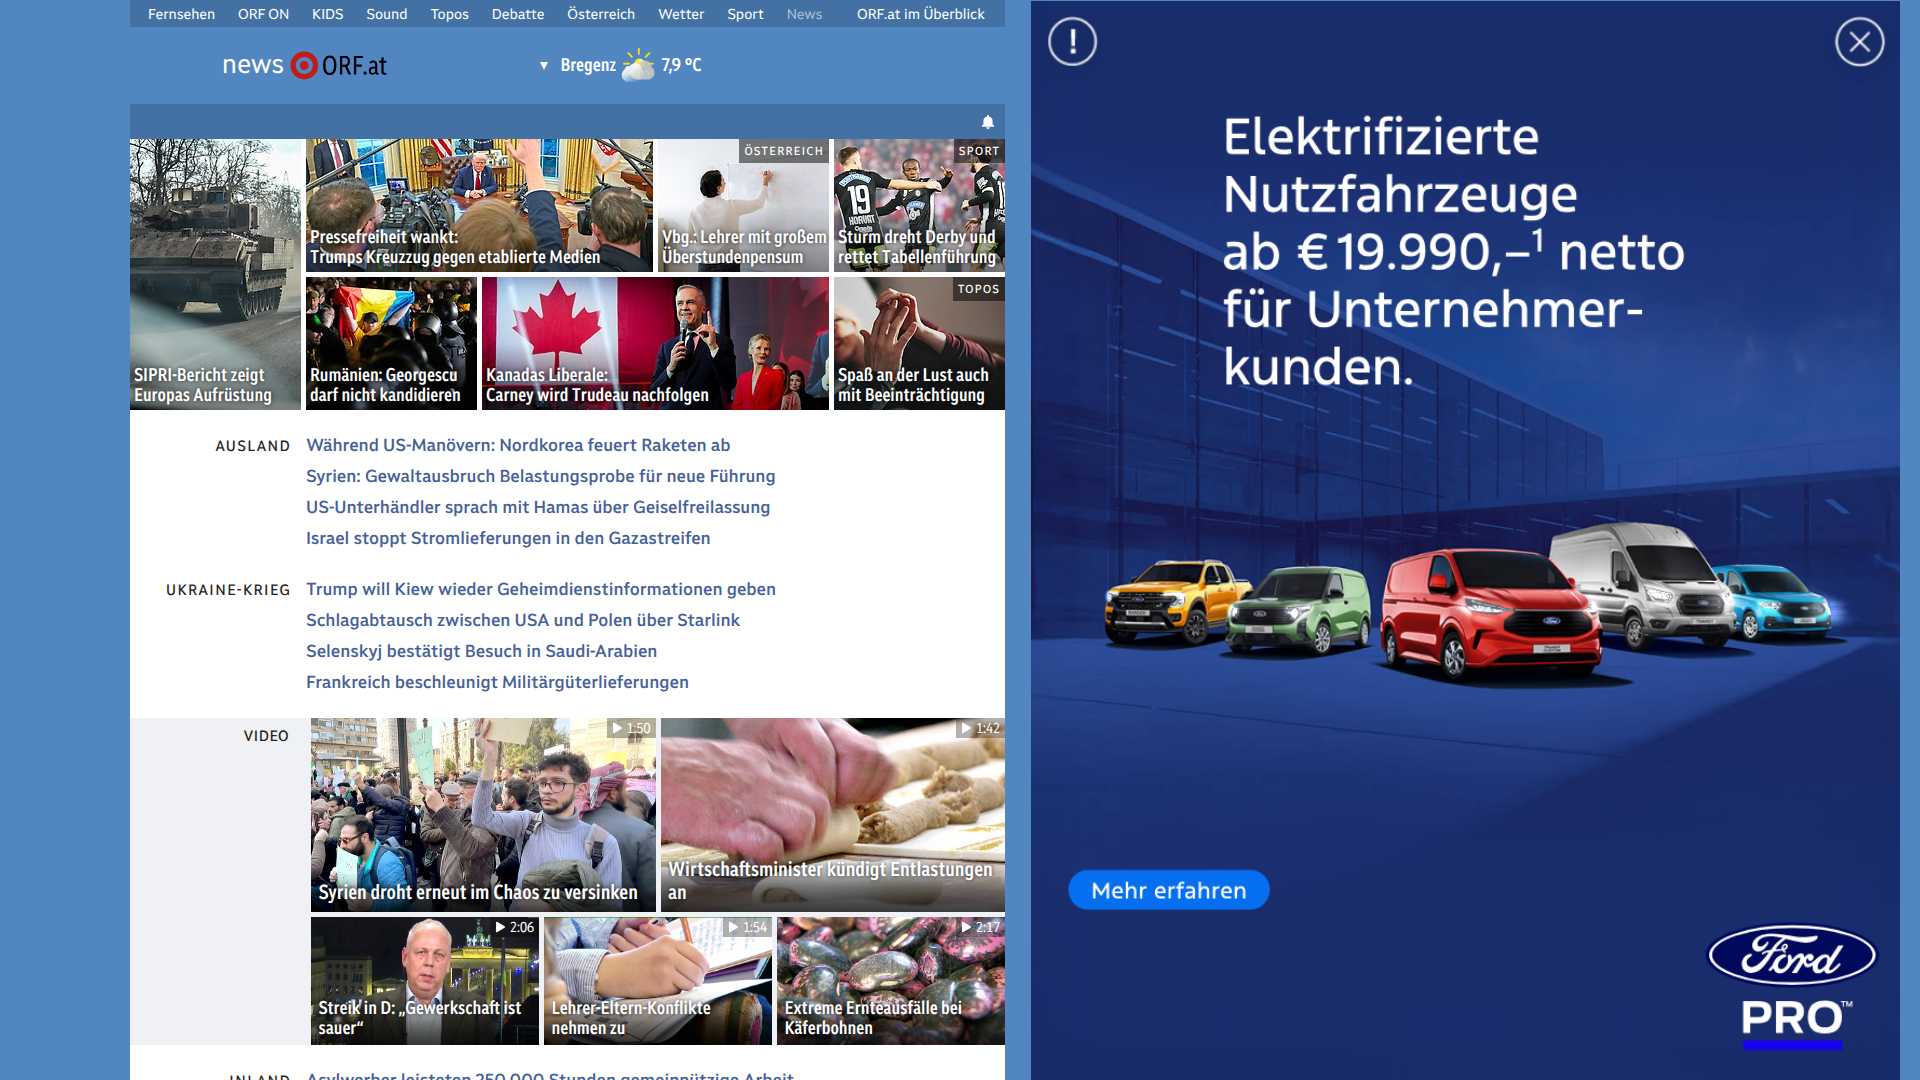 Fernsehen ORF ON KIDS Sound Topos Debatte Österreich Wetter Sport News ORF.at im Überblick
news ORF.at
▼ Bregenz 7,9 °C
SIPRI-Bericht zeigt
Europas Aufrüstung
Pressefreiheit wankt:
Trumps Kreuzzug gegen etablierte Medien
ÖSTERREICH
Vbg.: Lehrer mit großem
Überstundenpensum
SPORT
19
HORVAT
Sturm dreht Derby und
rettet Tabellenführung
Rumänien: Georgescu
darf nicht kandidieren
Kanadas Liberale:
Carney wird Trudeau nachfolgen
TOPOS
Spaß an der Lust auch
mit Beeinträchtigung
AUSLAND
Während US-Manövern: Nordkorea feuert Raketen ab
Syrien: Gewaltausbruch Belastungsprobe für neue Führung
US-Unterhändler sprach mit Hamas über Geiselfreilassung
Israel stoppt Stromlieferungen in den Gazastreifen
UKRAINE-KRIEG
Trump will Kiew wieder Geheimdienstinformationen geben
Schlagabtausch zwischen USA und Polen über Starlink
Selenskyj bestätigt Besuch in Saudi-Arabien
Frankreich beschleunigt Militärgüterlieferungen
VIDEO
1:50
Syrien droht erneut im Chaos zu versinken
1:42
Wirtschaftsminister kündigt Entlastungen
an
2:06
Streik in D: „Gewerkschaft ist
sauer“
1:54
Lehrer-Eltern-Konflikte
nehmen zu
2:17
Extreme Ernteausfälle bei
Käferbohnen
INLAND
Asylwerber leisteten 250.000 Stunden gemeinnützige Arbeit
Elektrifizierte
Nutzfahrzeuge
ab € 19.990,–¹ netto
für Unternehmer-
kunden.
Mehr erfahren
Ford
PRO™